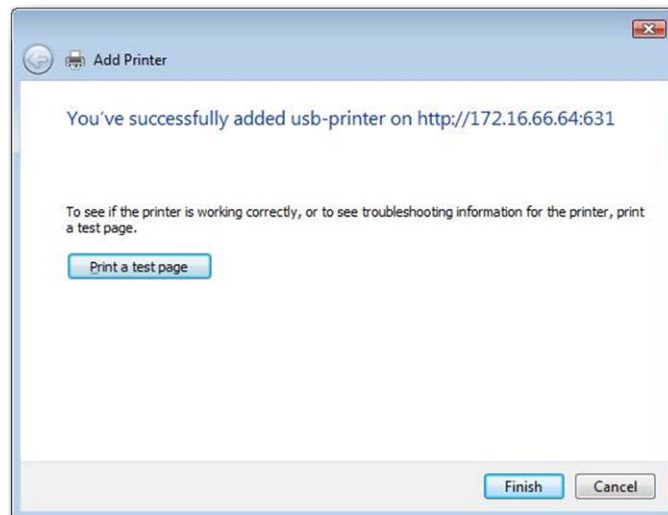 Add Printer
You've successfully added usb-printer on http://172.16.66.64:631
To see if the printer is working correctly, or to see troubleshooting information for the printer, print
a test page.
Print a test page
Finish Cancel